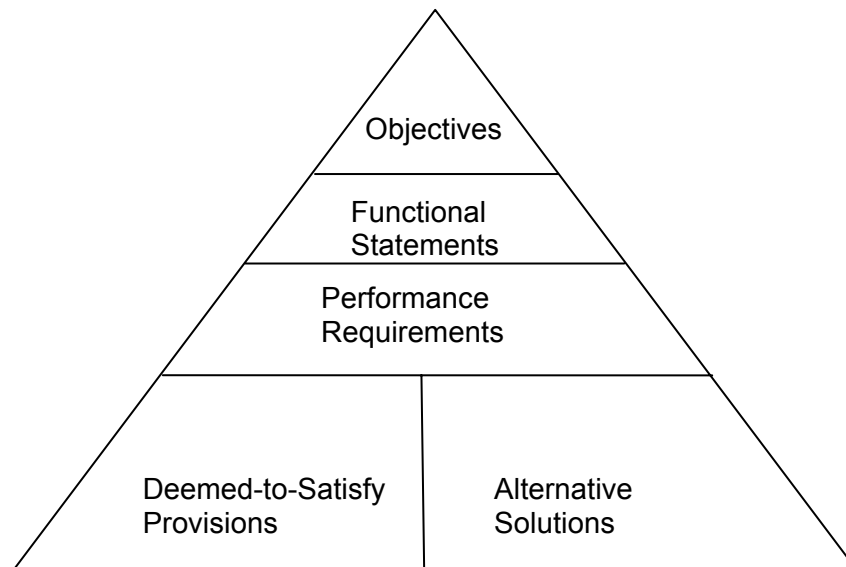 Objectives
Functional
Statements
Performance
Requirements
Deemed-to-Satisfy
Provisions
Alternative
Solutions